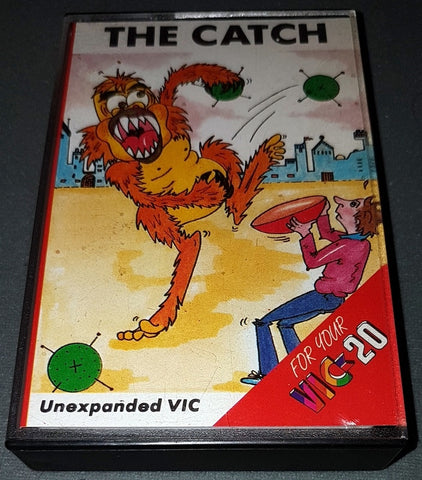 THE CATCH
FOR YOUR
VIC 20
Unexpanded VIC